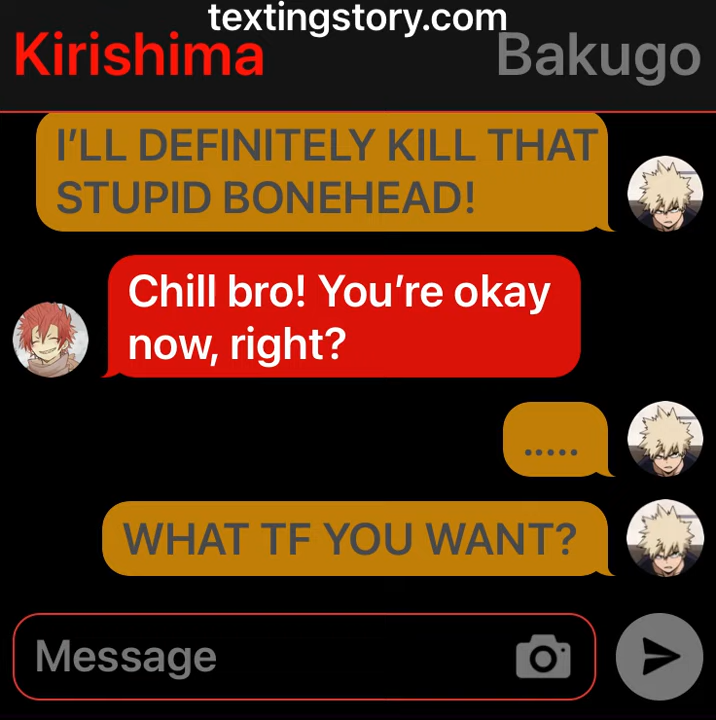 textingstory.com
Kirishima Bakugo
I’LL DEFINITELY KILL THAT
STUPID BONEHEAD!
Chill bro! You’re okay
now, right?
.....
WHAT TF YOU WANT?
Message